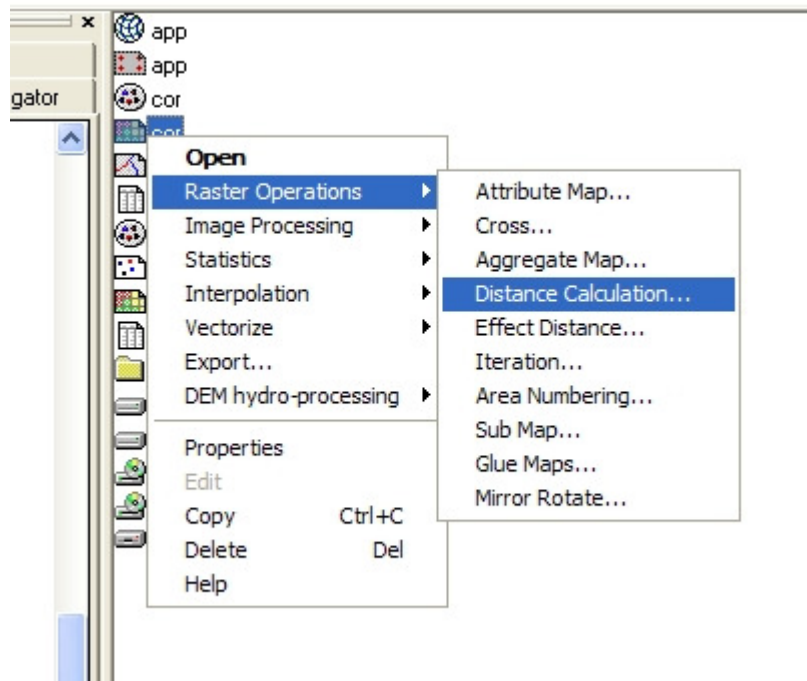 app
app
gator
cor
cor
Open
Raster Operations
Image Processing
Statistics
Interpolation
Vectorize
Export...
DEM hydro-processing
Properties
Edit
Copy Ctrl+C
Delete Del
Help
Attribute Map...
Cross...
Aggregate Map...
Distance Calculation...
Effect Distance...
Iteration...
Area Numbering...
Sub Map...
Glue Maps...
Mirror Rotate...